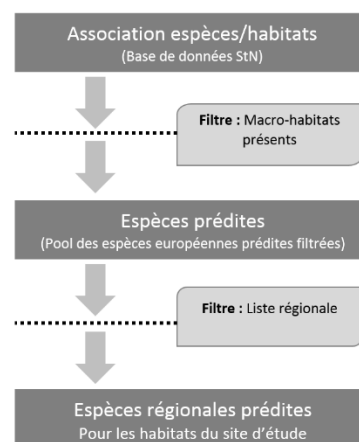 Association espèces/habitats
(Base de données StN)
Filtre : Macro-habitats
présents
Espèces prédites
(Pool des espèces européennes prédites filtrées)
Filtre : Liste régionale
Espèces régionales prédites
Pour les habitats du site d'étude